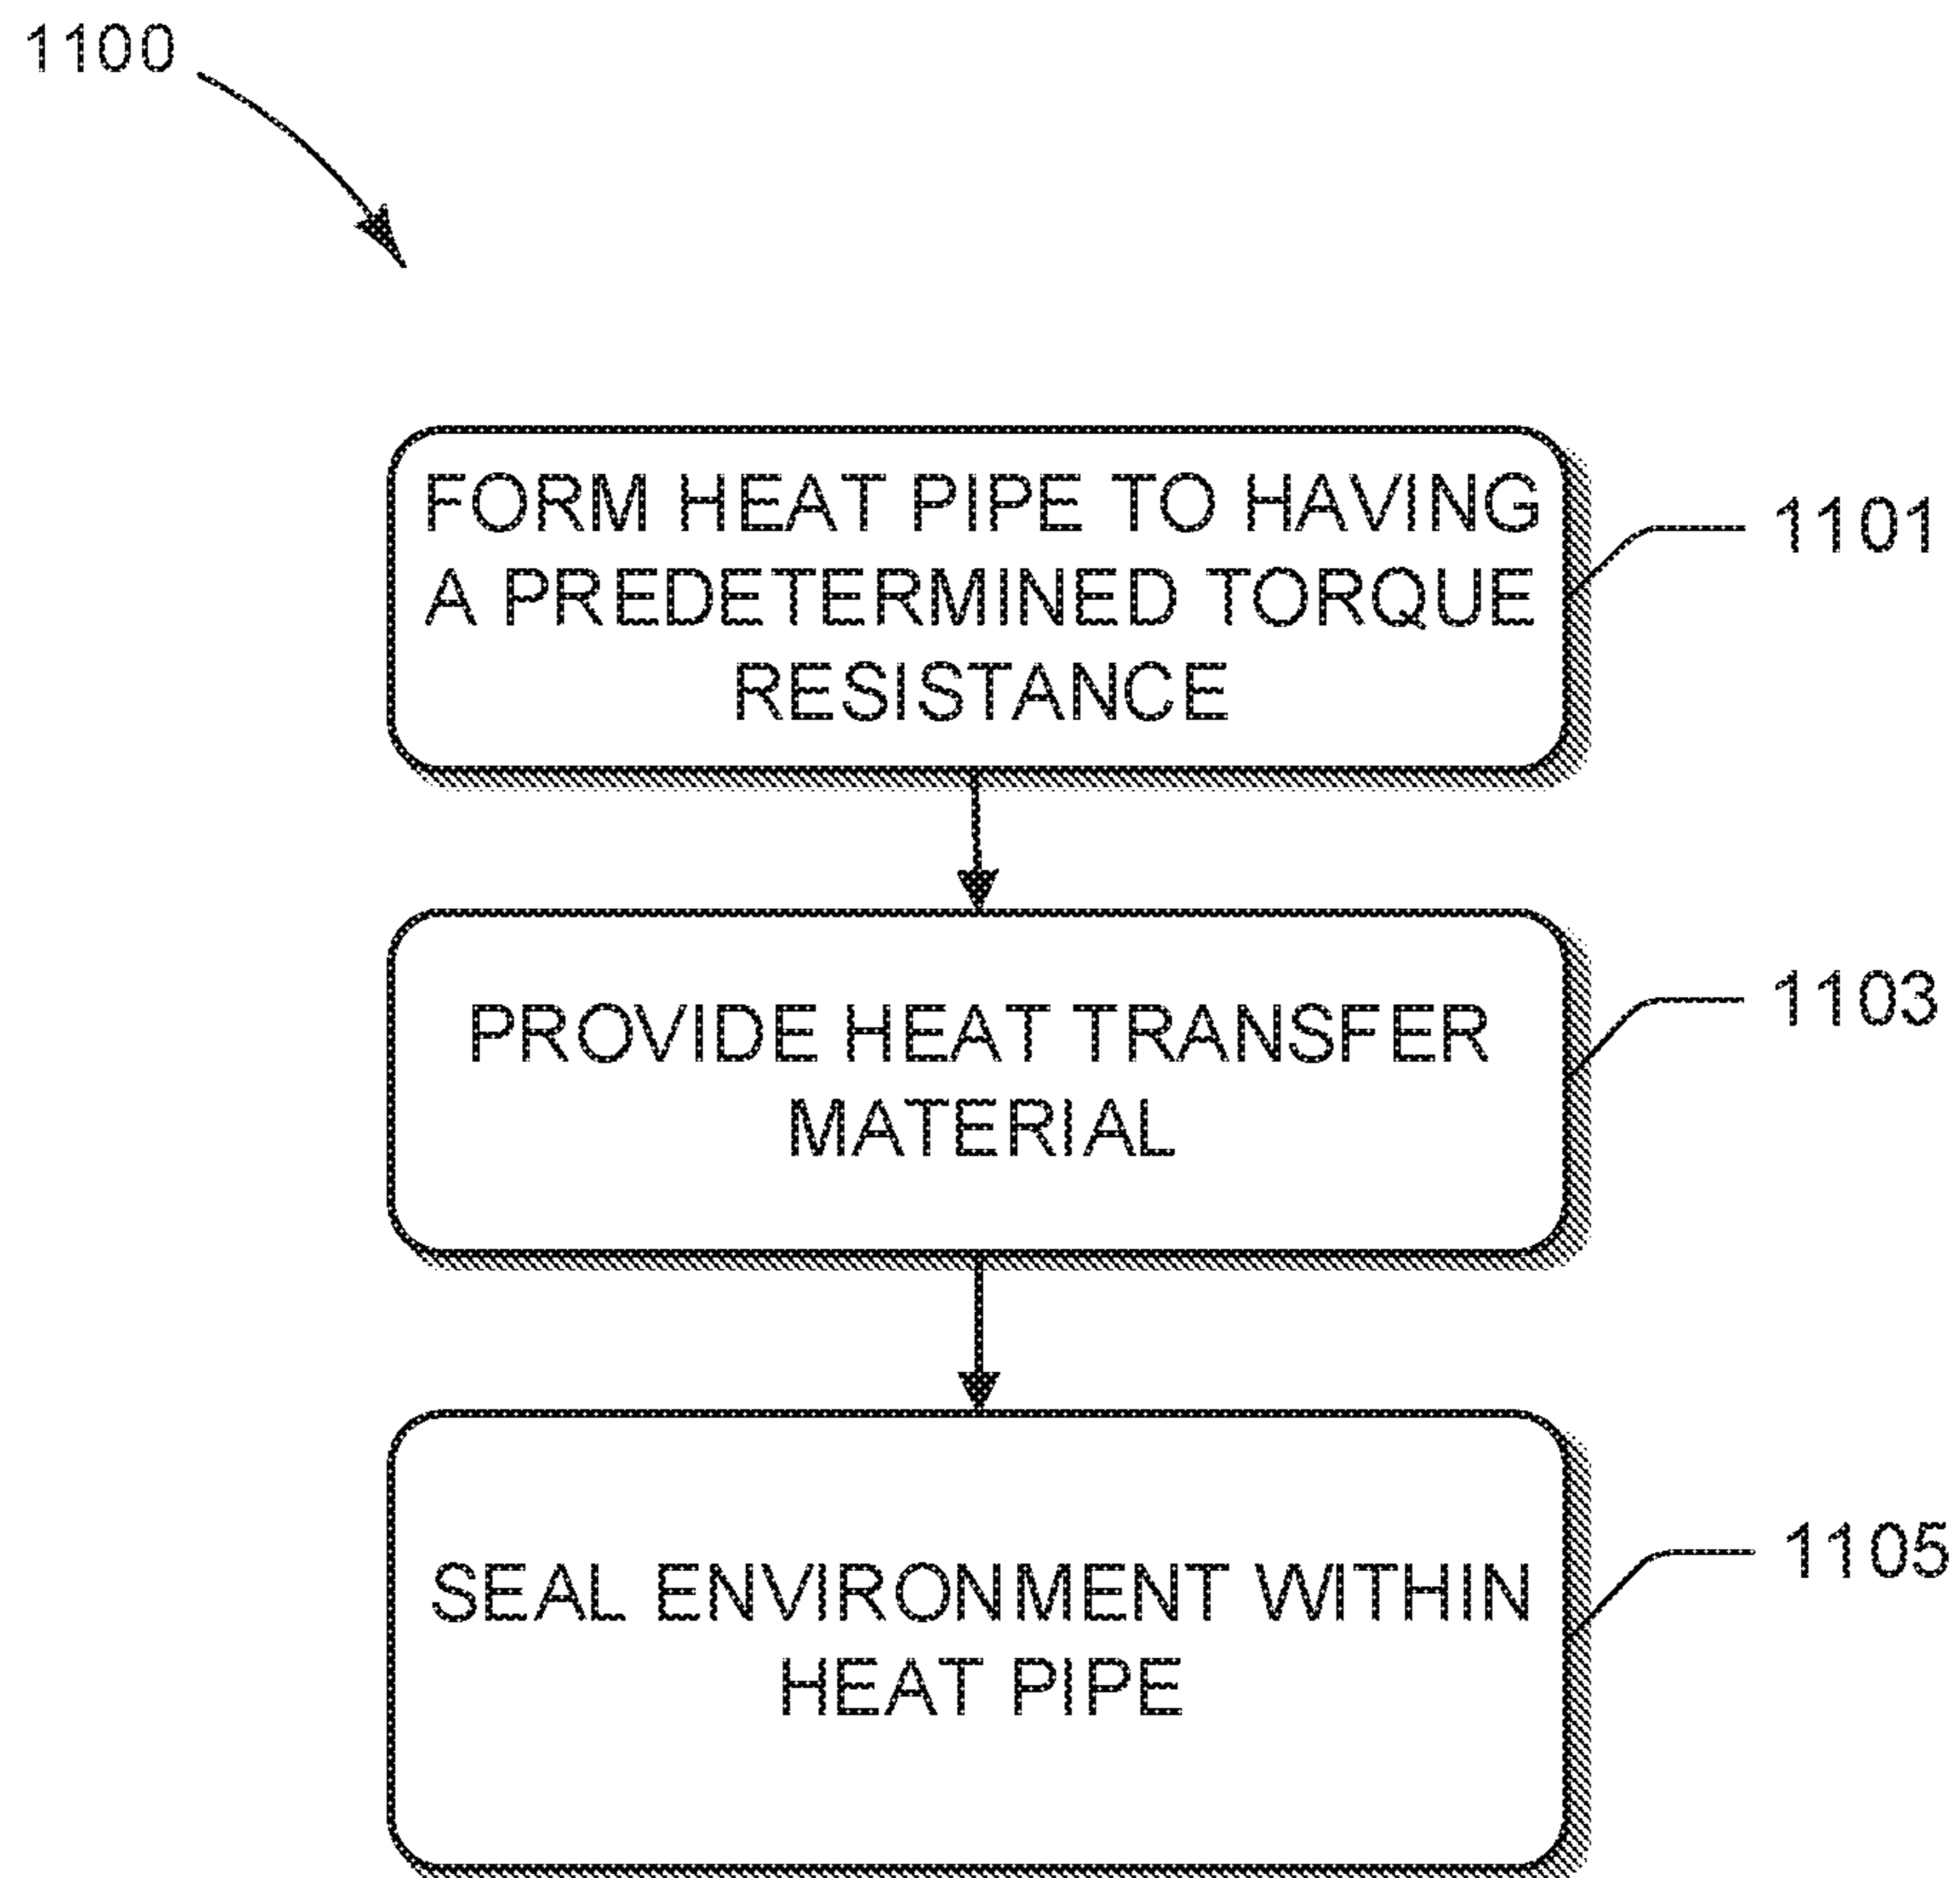 1100
FORM HEAT PIPE TO HAVING
A PREDETERMINED TORQUE
RESISTANCE
1101
PROVIDE HEAT TRANSFER
MATERIAL
1103
SEAL ENVIRONMENT WITHIN
HEAT PIPE
1105